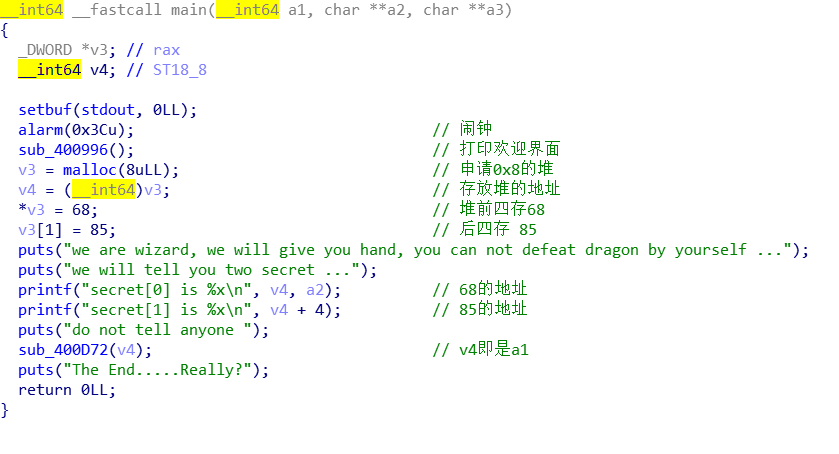 __int64 __fastcall main(__int64 a1, char **a2, char **a3)
{
  _DWORD *v3; // rax
  __int64 v4; // ST18_8

  setbuf(stdout, 0LL);
  alarm(0x3Cu);                                     // 闹钟
  sub_400996();                                     // 打印欢迎界面
  v3 = malloc(8uLL);                                // 申请0x8的堆
  v4 = (__int64)v3;                                 // 存放堆的地址
  *v3 = 68;                                         // 堆前四存68
  v3[1] = 85;                                       // 后四存 85
  puts("we are wizard, we will give you hand, you can not defeat dragon by yourself ...");
  puts("we will tell you two secret ...");
  printf("secret[0] is %x\n", v4, a2);              // 68的地址
  printf("secret[1] is %x\n", v4 + 4);              // 85的地址
  puts("do not tell anyone ");
  sub_400D72(v4);                                   // v4即是a1
  puts("The End.....Really?");
  return 0LL;
}